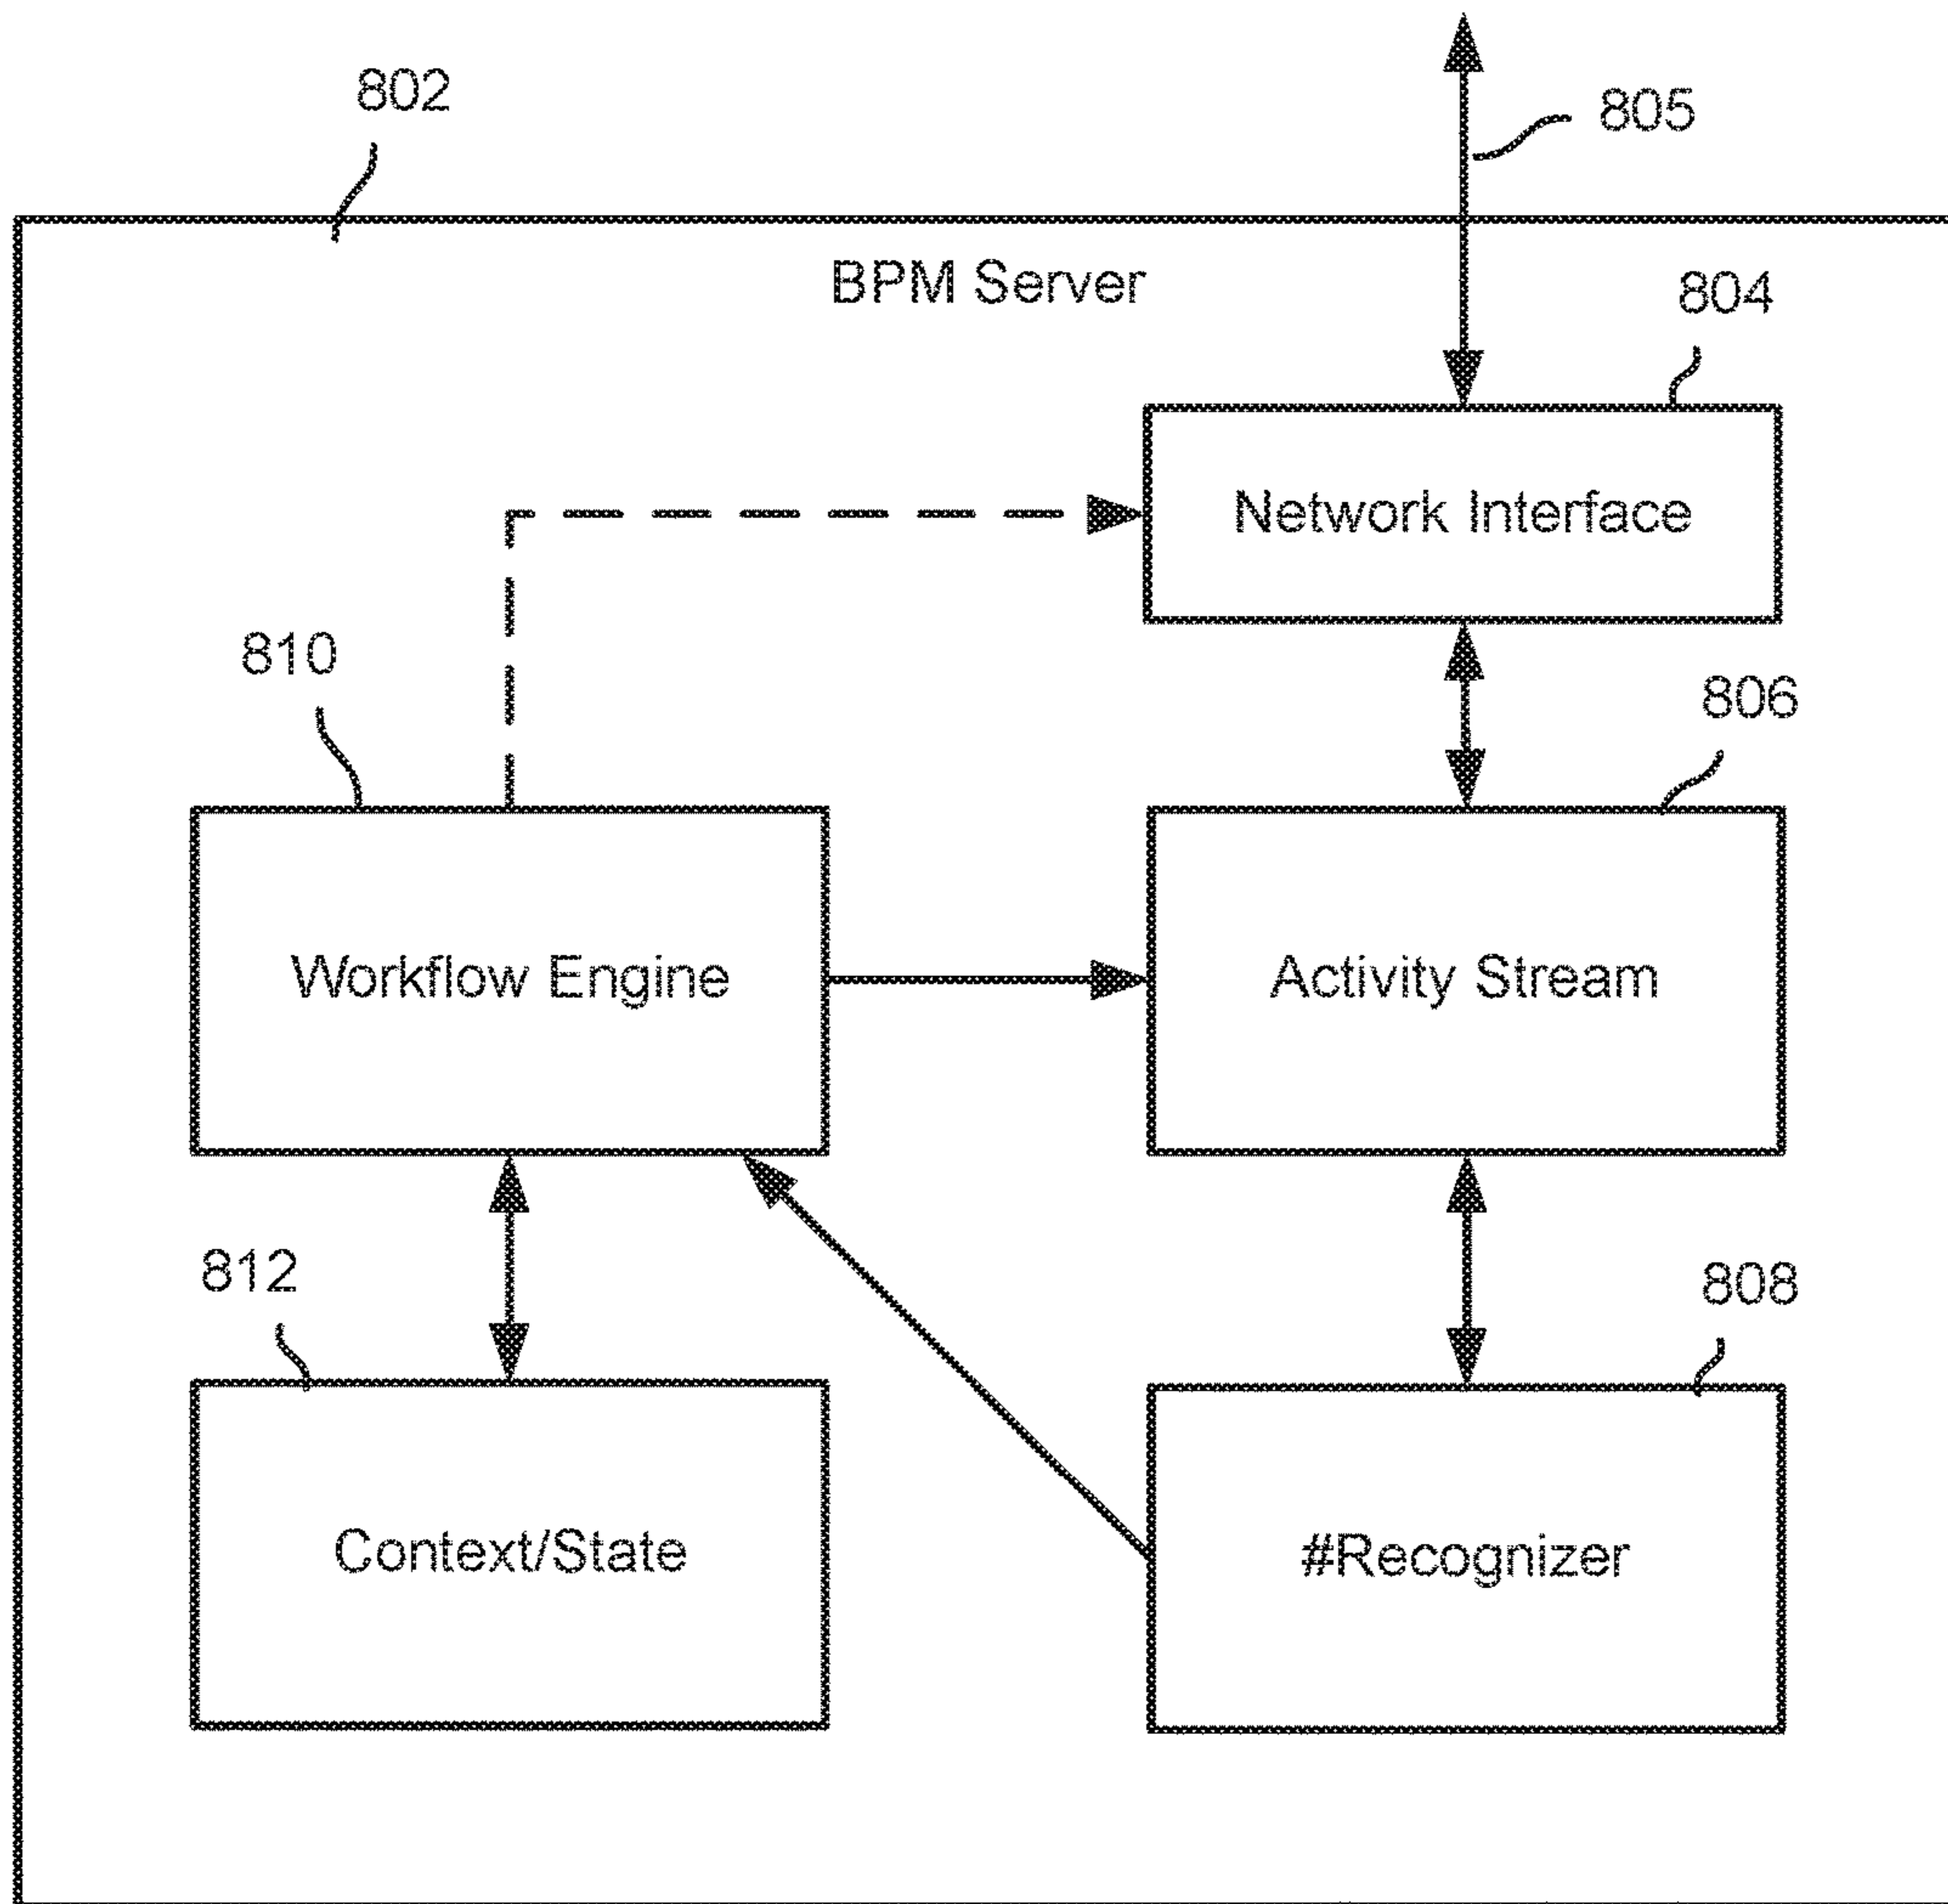 802
805
BPM Server
804
Network Interface
810
806
Workflow Engine
Activity Stream
812
808
Context/State
#Recognizer